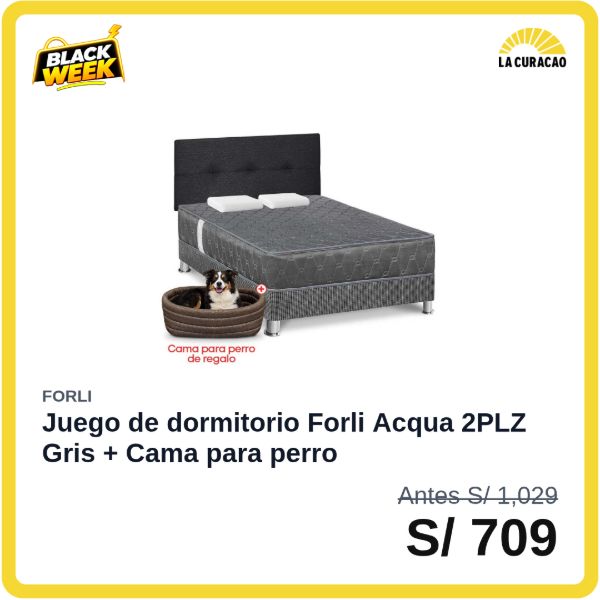 BLACK
WEEK
LA CURACAO
+
Cama para perro
de regalo
FORLI
Juego de dormitorio Forli Acqua 2PLZ
Gris + Cama para perro
Antes S/ 1,029
S/ 709